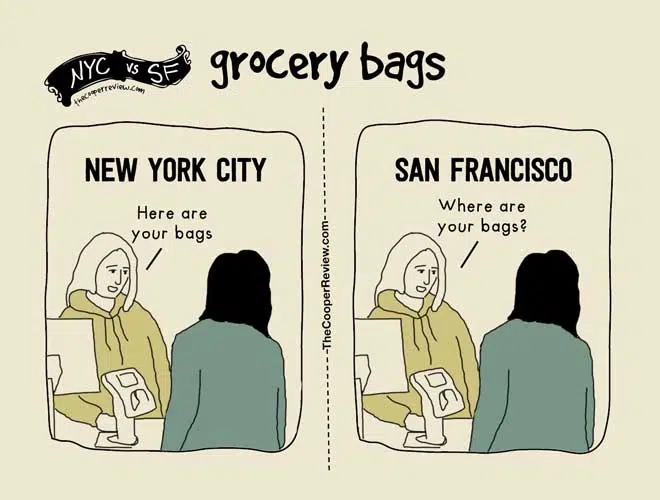 NYC vs SF
thecooperreview.com
grocery bags
NEW YORK CITY
Here are
your bags
TheCooperReview.com
SAN FRANCISCO
Where are
your bags?